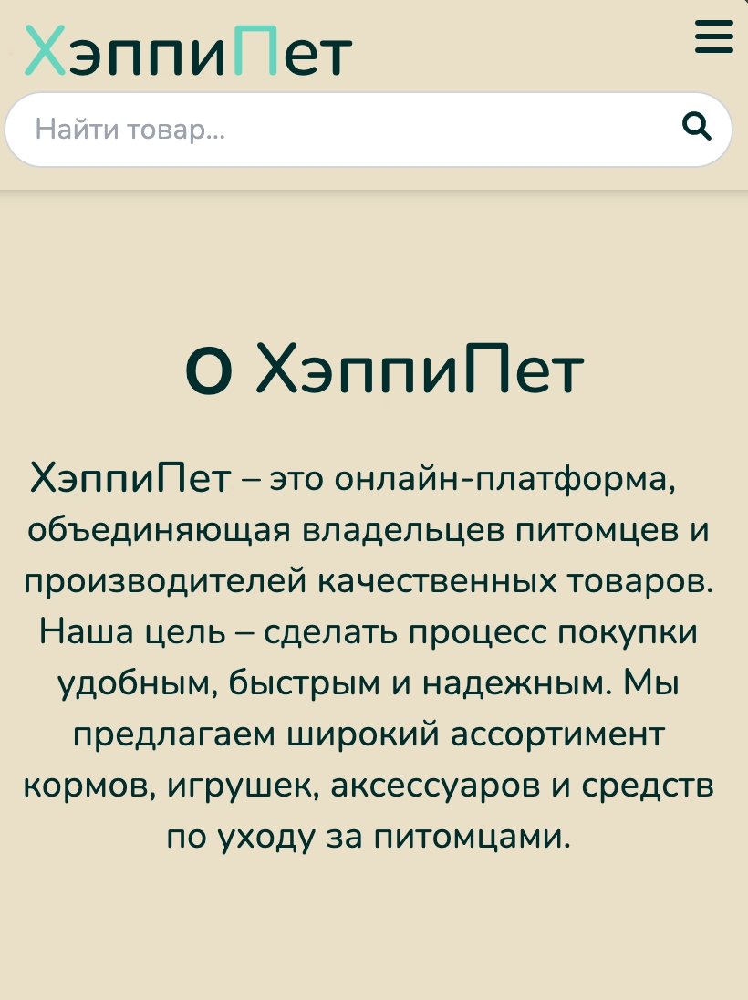 ХэппиПет
Найти товар...
О ХэппиПет
ХэппиПет – это онлайн-платформа,
объединяющая владельцев питомцев и
производителей качественных товаров.
Наша цель – сделать процесс покупки
удобным, быстрым и надежным. Мы
предлагаем широкий ассортимент
кормов, игрушек, аксессуаров и средств
по уходу за питомцами.